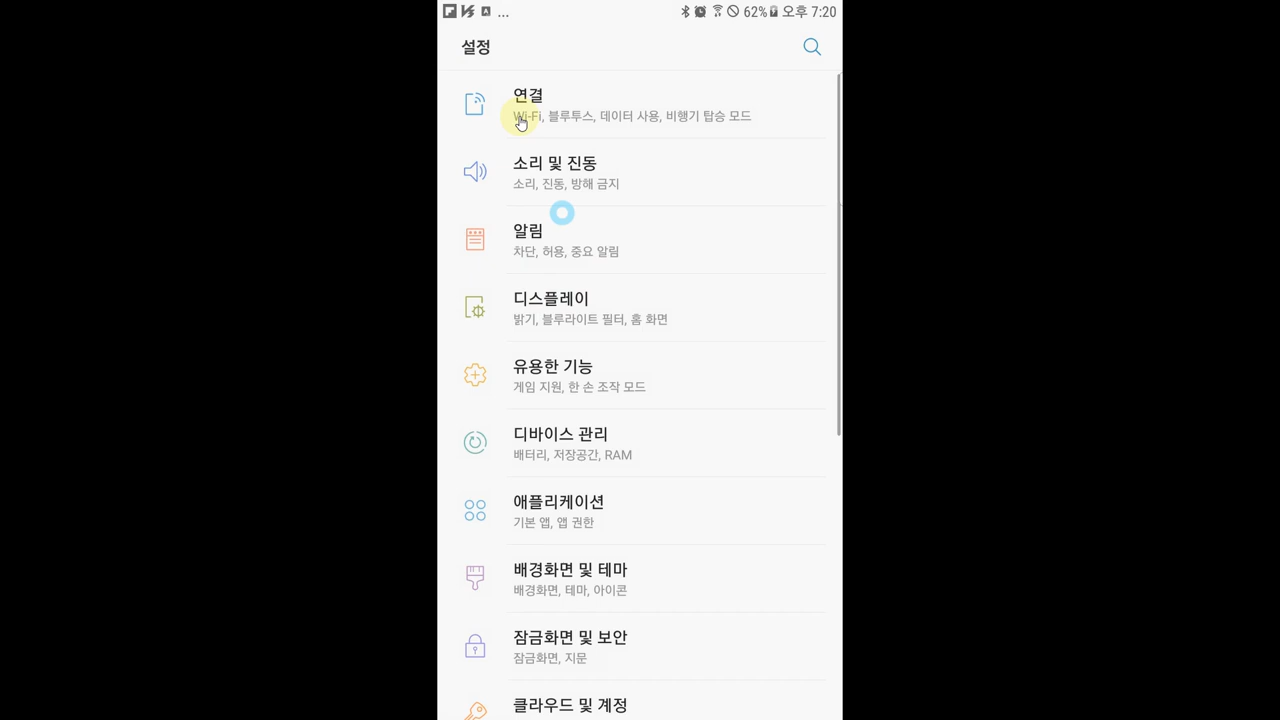 ... 62% 오후 7:20
설정
연결
Wi-Fi, 블루투스, 데이터 사용, 비행기 탑승 모드
소리 및 진동
소리, 진동, 방해 금지
알림
차단, 허용, 중요 알림
디스플레이
밝기, 블루라이트 필터, 홈 화면
유용한 기능
게임 지원, 한 손 조작 모드
디바이스 관리
배터리, 저장공간, RAM
애플리케이션
기본 앱, 앱 권한
배경화면 및 테마
배경화면, 테마, 아이콘
잠금화면 및 보안
잠금화면, 지문
클라우드 및 계정